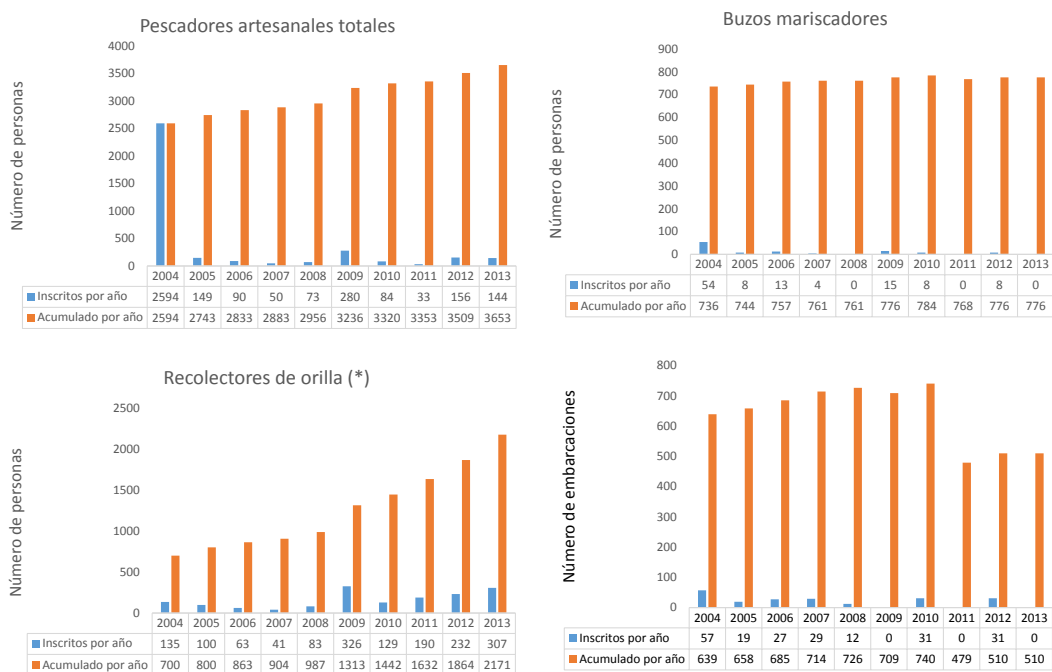 Pescadores artesanales totales
Número de personas
4000
3500
3000
2500
2000
1500
1000
500
0
2004 2005 2006 2007 2008 2009 2010 2011 2012 2013
Inscritos por año 2594 149 90 50 73 280 84 33 156 144
Acumulado por año 2594 2743 2833 2883 2956 3236 3320 3353 3509 3653
Buzos mariscadores
Número de personas
900
800
700
600
500
400
300
200
100
0
2004 2005 2006 2007 2008 2009 2010 2011 2012 2013
Inscritos por año 54 8 13 4 0 15 8 0 8 0
Acumulado por año 736 744 757 761 761 776 784 768 776 776
Recolectores de orilla (*)
Número de personas
2500
2000
1500
1000
500
0
2004 2005 2006 2007 2008 2009 2010 2011 2012 2013
Inscritos por año 135 100 63 41 83 326 129 190 232 307
Acumulado por año 700 800 863 904 987 1313 1442 1632 1864 2171
Número de embarcaciones
800
700
600
500
400
300
200
100
0
2004 2005 2006 2007 2008 2009 2010 2011 2012 2013
Inscritos por año 57 19 27 29 12 0 31 0 31 0
Acumulado por año 639 658 685 714 726 709 740 479 510 510